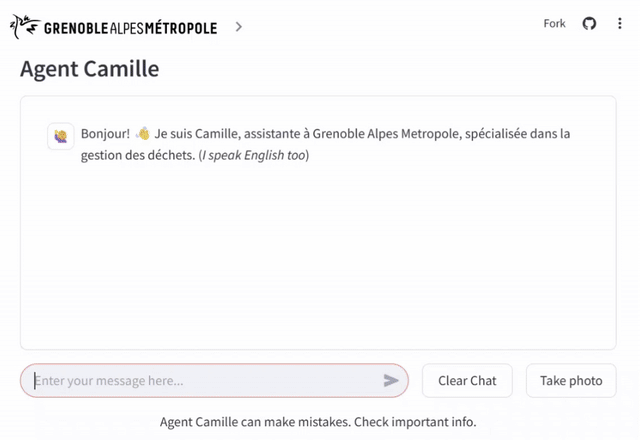 GRENOBLEALPESMÉTROPOLE
Fork
Agent Camille
Bonjour! 👋 Je suis Camille, assistante à Grenoble Alpes Metropole, spécialisée dans la
gestion des déchets. (I speak English too)
Enter your message here...
Clear Chat
Take photo
Agent Camille can make mistakes. Check important info.